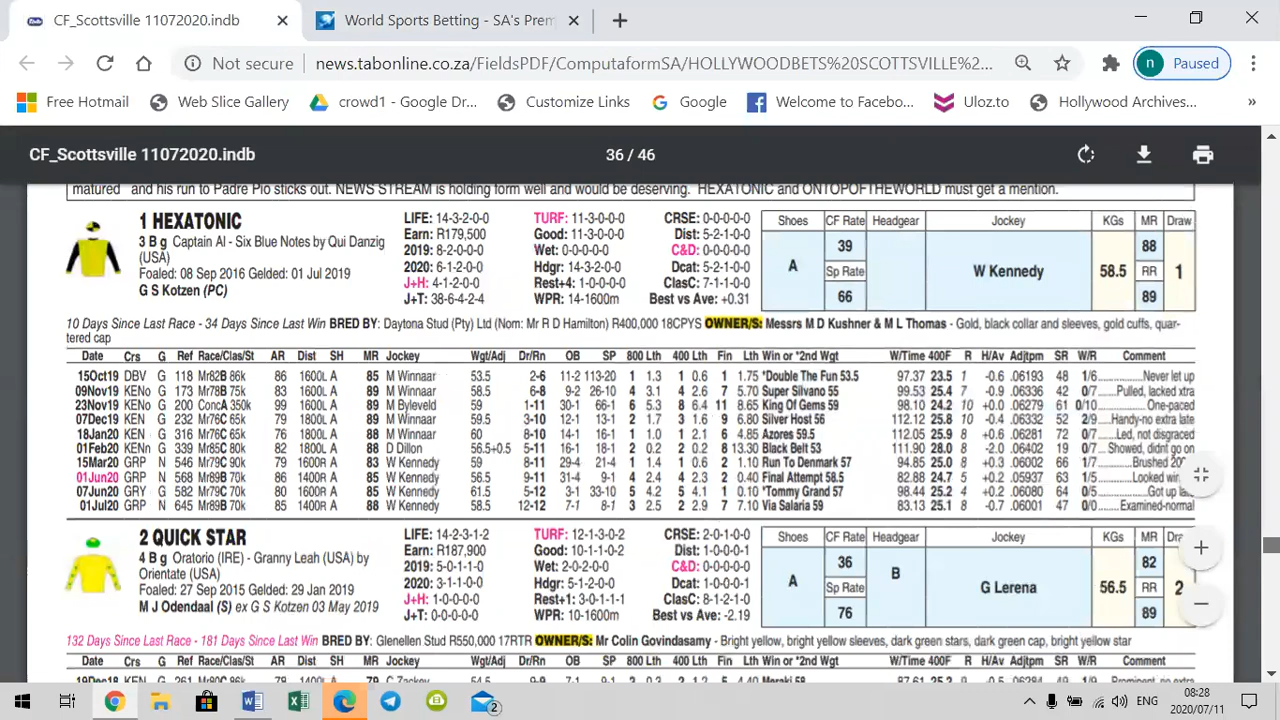 CF_Scottsville 11072020.indb
World Sports Betting - SA's Prem
Not secure
news.tabonline.co.za/FieldsPDF/ComputaformSA/HOLLYWOODBETS%20SCOTTSVILLE%2...
n Paused
Free Hotmail Web Slice Gallery crowd1 - Google Dr... Customize Links Google Welcome to Facebo... Uloz.to Hollywood Archives... »
CF_Scottsville 11072020.indb 36 / 46
matured and his run to Padre Pio sticks out. NEWS STREAM is holding form well and would be deserving. HEXATONIC and ONTOPOFTHEWORLD must get a mention.
1 HEXATONIC
3 B g Captain Al - Six Blue Notes by Qui Danzig
(USA)
Foaled: 08 Sep 2016 Gelded: 01 Jul 2019
G S Kotzen (PC)
LIFE: 14-3-2-0-0 TURF: 11-3-0-0-0 CRSE: 0-0-0-0-0
Earn: R179,500 Good: 11-3-0-0-0 Dist: 5-2-1-0-0
2019: 8-2-0-0-0 Wet: 0-0-0-0-0 C&D: 0-0-0-0-0
2020: 6-1-2-0-0 Hdgr: 14-3-2-0-0 Dcat: 5-2-1-0-0
J+H: 4-1-2-0-0 Rest+4: 1-0-0-0-0 ClasC: 7-1-1-0-0
J+T: 38-6-4-2-4 WPR: 14-1600m Best vs Ave: +0.31
Shoes CF Rate Headgear Jockey KGs MR Draw
A 39 Sp Rate 66 W Kennedy 58.5 88 RR 89 1
10 Days Since Last Race - 34 Days Since Last Win BRED BY: Daytona Stud (Pty) Ltd (Nom: Mr R D Hamilton) R400,000 18CPYS OWNER/S: Messrs M D Kushner & M L Thomas - Gold, black collar and sleeves, gold cuffs, quar-
tered cap
Date Crs G Ref Race/Clas/St AR Dist SH MR Jockey Wgt/Adj Dr/Rn OB SP 800 Lth 400 Lth Fin Lth Win or *2nd Wgt W/Time 400F R H/Av Adjtpm SR W/R Comment
15Oct19 DBV G 118 Mr82B 86k 86 1600L A 85 M Winnaar 53.5 2-6 11-2 113-20 1 1.3 1 0.6 1 1.75 *Double The Fun 53.5 97.37 23.5 1 -0.6 .06193 48 1/6 Never let up
09Nov19 KENo G 173 Mr88B 75k 83 1600L A 89 M Winnaar 58.5 6-8 9-2 26-10 4 3.1 4 2.6 7 5.70 Super Silvano 55 99.35 25.4 7 -0.9 .06336 53 0/7 Pulled, lacked xtra
23Nov19 KENo G 200 ConcA 350k 99 1600L A 89 M Byleveld 59 1-11 30-1 66-1 6 5.3 8 6.4 11 8.65 King Of Gems 59 98.10 24.2 10 +0.0 .06279 61 0/10 One-paced
07Dec19 KEN G 232 Mr92C 65k 79 1800L A 89 M Winnaar 59.5 3-10 12-1 13-1 2 1.7 3 1.6 9 6.80 Silver Host 56 112.12 25.8 10 -0.4 .06332 52 2/9 Handy-no extra late
18Jan20 KEN G 316 Mr76C 65k 76 1800L A 88 M Winnaar 60 8-10 14-1 16-1 1 1.0 1 2.1 6 4.85 Azores 59.5 112.05 25.9 8 +0.6 .06281 72 0/7 Led, not disgraced
01Feb20 KENn G 339 Mr85C 80k 82 1800L A 88 D Dillon 56.5+0.5 5-11 16-1 18-1 2 0.2 2 0.2 8 13.30 Black Belt 53 111.90 28.0 8 -2.0 .06402 19 0/7 Showed, didnt go on
15Mar20 GRP N 546 Mr79C 80k 79 1600R A 83 W Kennedy 59 8-11 29-4 21-4 1 1.4 1 0.6 2 1.10 Run To Denmark 57 94.85 25.0 8 +0.3 .06002 66 1/7 Brushed 200
01Jun20 GRP N 568 Mr92B 90k 86 1400R A 85 W Kennedy 56.5 9-11 31-4 9-1 4 2.4 4 2.3 2 0.40 Final Attempt 58.5 82.88 24.7 5 +0.2 .05937 63 1/5 Looked win
07Jun20 GRY G 582 Mr82B 70k 80 1600 A 85 W Kennedy 61.5 5-12 3-1 33-10 5 4.2 5 4.1 1 0.10 *Tommy Grand 57 98.44 25.2 4 +0.2 .06080 34 0/5 Got up la
01Jul20 GRP N 645 Mr89B 70k 85 1400R A 88 W Kennedy 58.5 12-12 7-1 8-1 3 2.5 2 2.9 7 7.10 Via Salaria 59 83.13 25.1 8 -0.7 .06001 47 0/0 Examined-normal
2 QUICK STAR
4 B g Oratorio (IRE) - Granny Leah (USA) by
Orientate (USA)
Foaled: 27 Sep 2015 Gelded: 29 Jan 2019
M J Odendaal (S) ex G S Kotzen 03 May 2019
LIFE: 14-2-3-1-2 TURF: 12-1-3-0-2 CRSE: 2-0-1-0-0
Earn: R187,900 Good: 10-1-1-0-2 Dist: 1-0-0-0-1
2019: 5-0-1-1-0 Wet: 2-0-2-0-0 C&D: 0-0-0-0-0
2020: 3-1-1-0-0 Hdgr: 5-1-2-0-0 Dcat: 1-0-0-0-1
J+H: 1-0-0-0-0 Rest+1: 3-0-1-1-1 ClasC: 8-1-2-1-0
J+T: 0-0-0-0-0 WPR: 10-1600m Best vs Ave: -2.19
Shoes CF Rate Headgear Jockey KGs MR
A 36 Sp Rate 76 B G Lerena 56.5 82 RR 89 2
132 Days Since Last Race - 181 Days Since Last Win BRED BY: Glenellen Stud R550,000 17RTR OWNER/S: Mr Colin Govindasamy - Bright yellow, bright yellow sleeves, dark green stars, dark green cap, bright yellow star
Date Crs G Ref Race/Clas/St AR Dist SH MR Jockey Wgt/Adj Dr/Rn OB SP 800 Lth 400 Lth Fin Lth Win or *2nd Wgt W/Time 400F R H/Av Adjtpm SR W/R Comment
ENG 08:28
2020/07/11
2